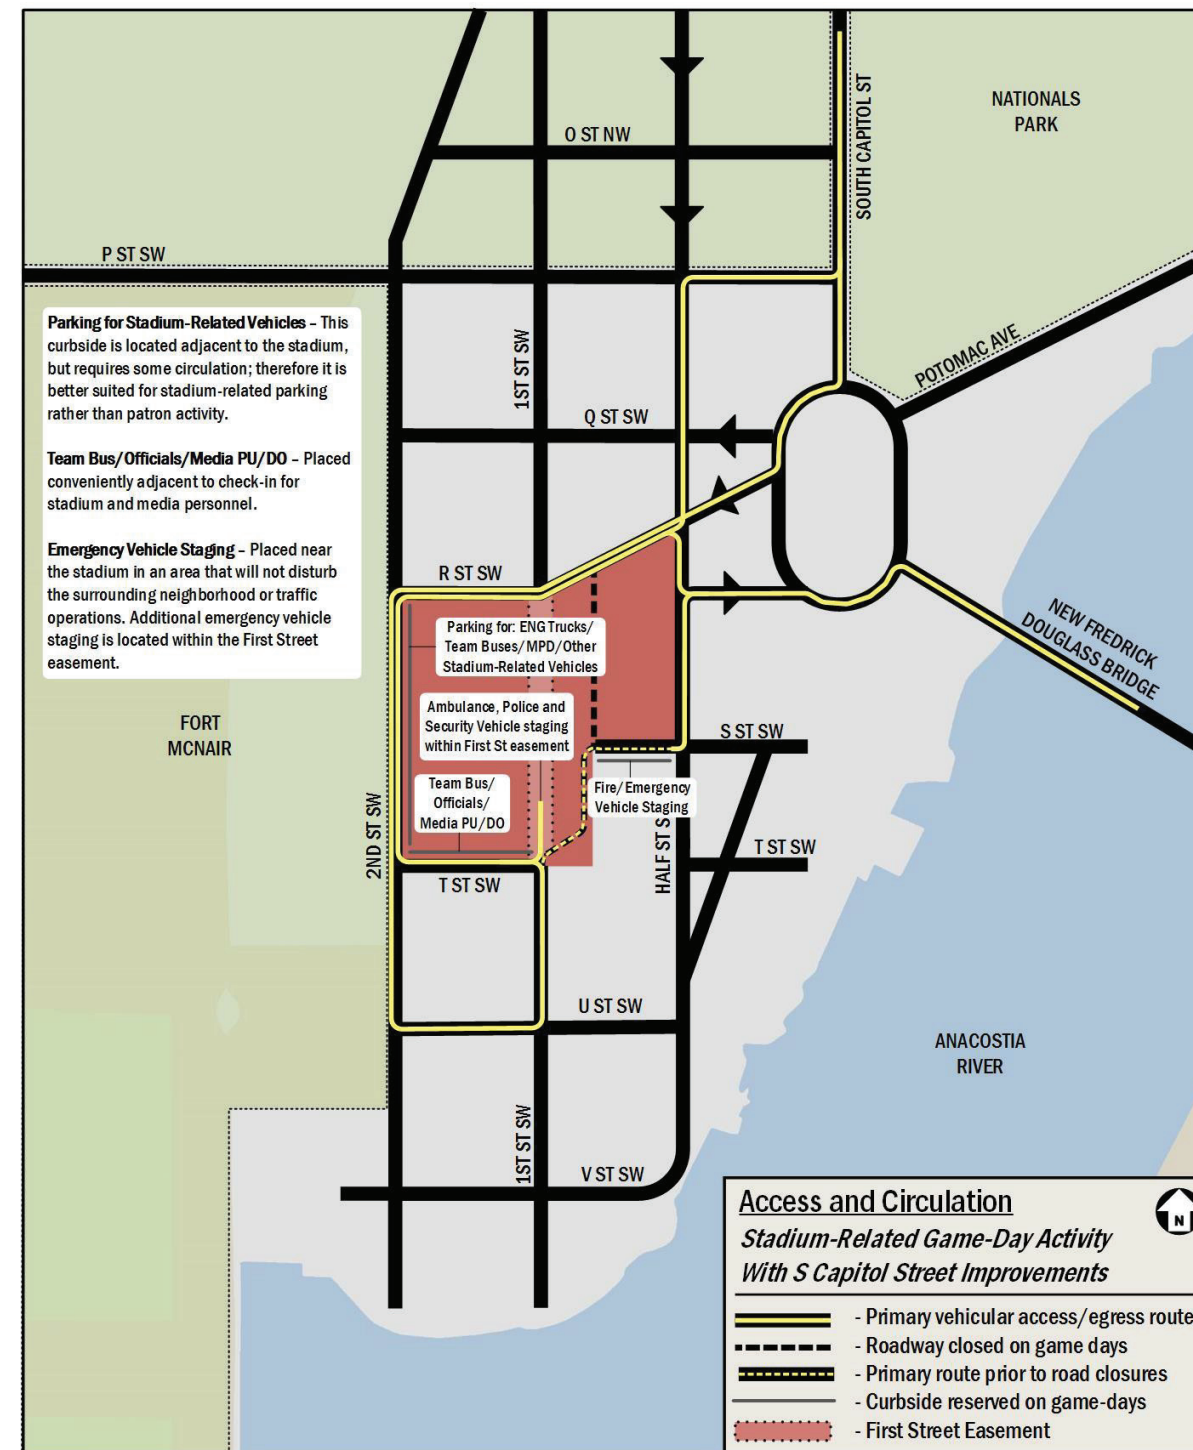 NATIONALS
PARK
SOUTH CAPITOL ST
O ST NW
P ST SW
POTOMAC AVE
1ST ST SW
Q ST SW
Parking for Stadium-Related Vehicles – This
curbside is located adjacent to the stadium,
but requires some circulation; therefore it is
better suited for stadium-related parking
rather than patron activity.
Team Bus/Officials/Media PU/DO – Placed
conveniently adjacent to check-in for
stadium and media personnel.
Emergency Vehicle Staging – Placed near
the stadium in an area that will not disturb
the surrounding neighborhood or traffic
operations. Additional emergency vehicle
staging is located within the First Street
easement.
R ST SW
NEW FREDRICK
DOUGLASS BRIDGE
Parking for: ENG Trucks/
Team Buses/MPD/Other
Stadium-Related Vehicles
Ambulance, Police and
Security Vehicle staging
within First St easement
FORT
MCNAIR
S ST SW
Team Bus/
Officials/
Media PU/DO
Fire/Emergency
Vehicle Staging
2ND ST SW
HALF ST S
T ST SW
T ST SW
U ST SW
ANACOSTIA
RIVER
1ST ST SW
V ST SW
Access and Circulation
N
Stadium-Related Game-Day Activity
With S Capitol Street Improvements
- Primary vehicular access/egress route
- Roadway closed on game days
- Primary route prior to road closures
- Curbside reserved on game-days
- First Street Easement